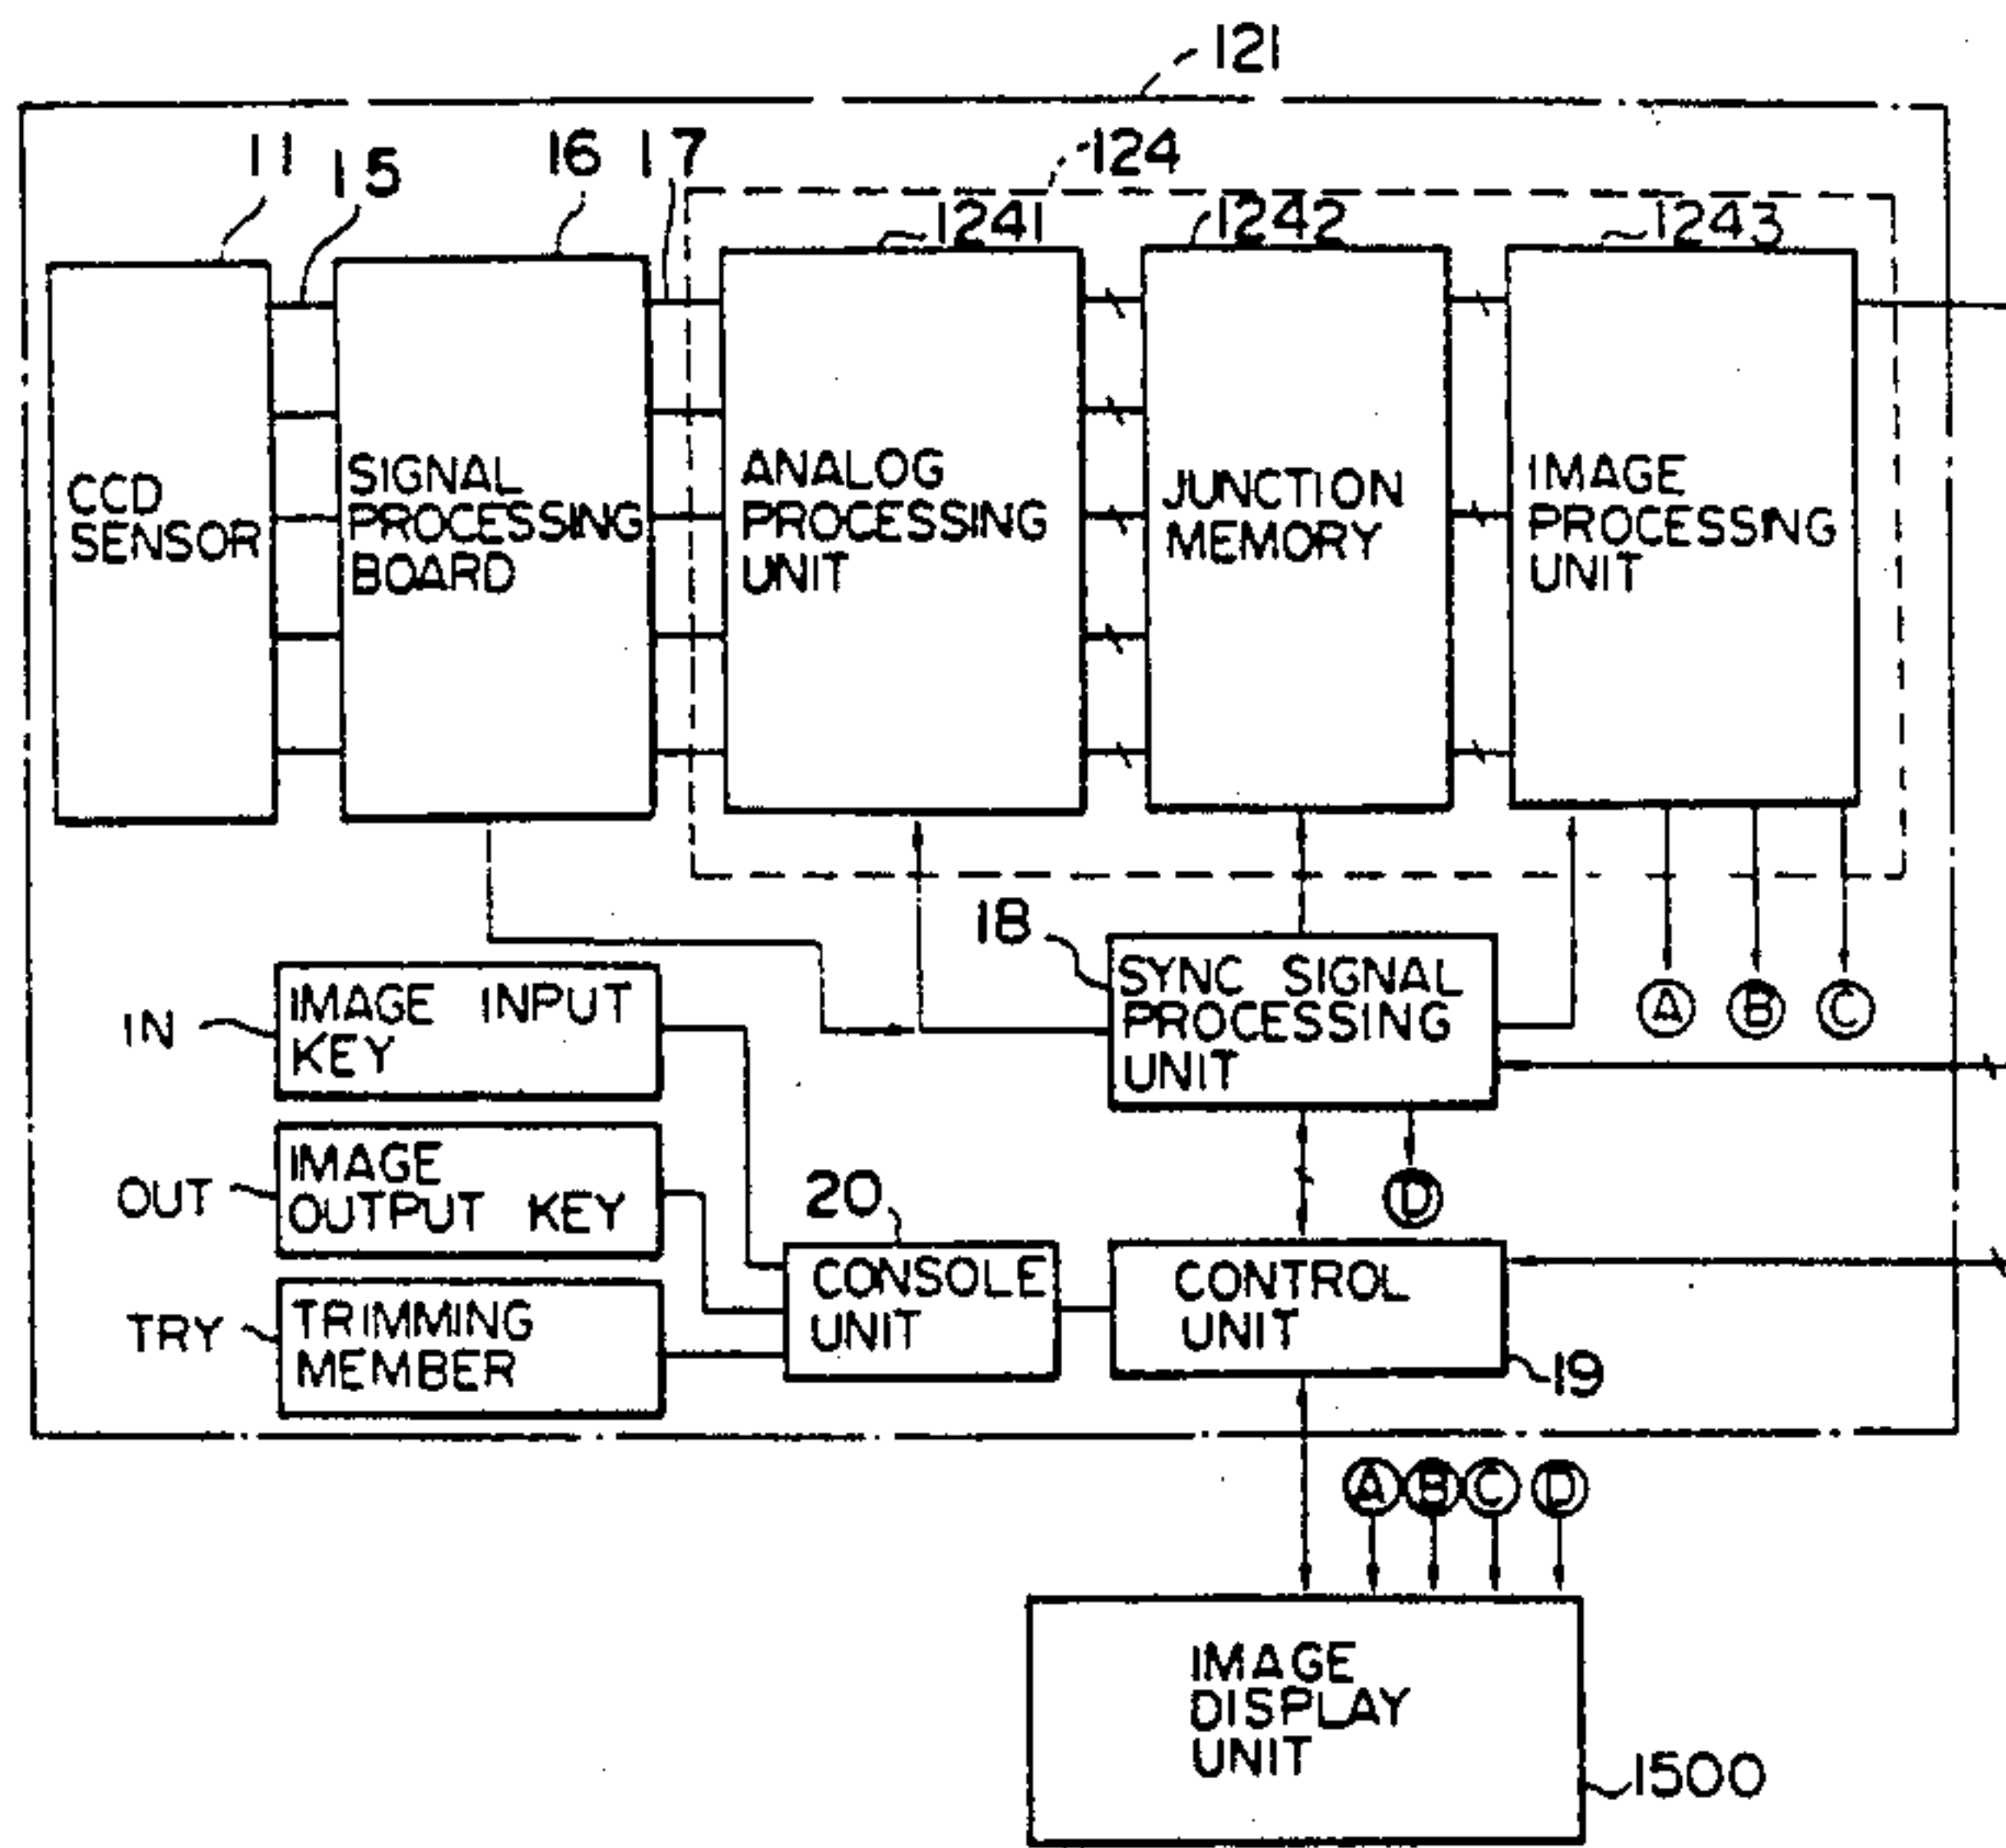 121
11
15
16
17
124
1241
1242
1243
CCD
SENSOR
SIGNAL
PROCESSING
BOARD
ANALOG
PROCESSING
UNIT
JUNCTION
MEMORY
IMAGE
PROCESSING
UNIT
18
SYNC SIGNAL
PROCESSING
UNIT
A
B
C
IN
IMAGE INPUT
KEY
OUT
IMAGE
OUTPUT KEY
D
20
TRY
TRIMMING
MEMBER
CONSOLE
UNIT
CONTROL
UNIT
19
A
B
C
D
IMAGE
DISPLAY
UNIT
1500